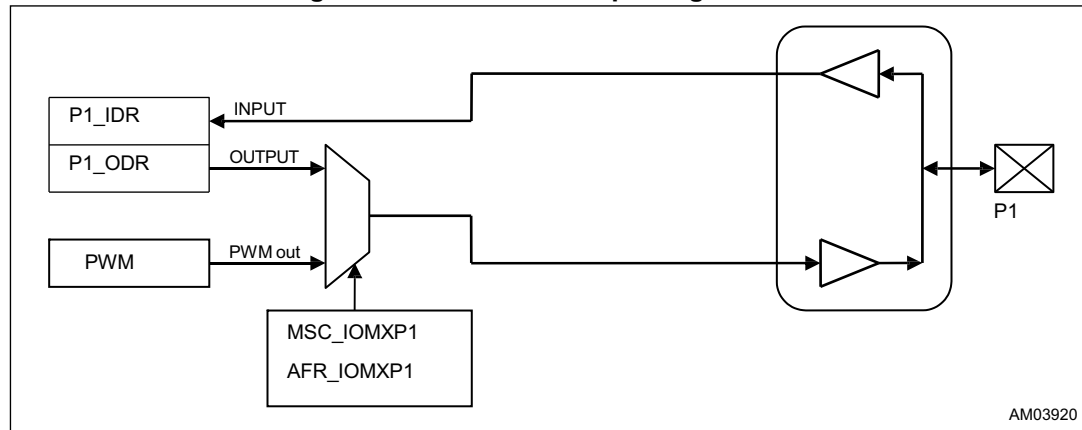 P1_IDR
INPUT
P1_ODR
OUTPUT
P1
PWM
PWM out
MSC_IOMXP1
AFR_IOMXP1
AM03920